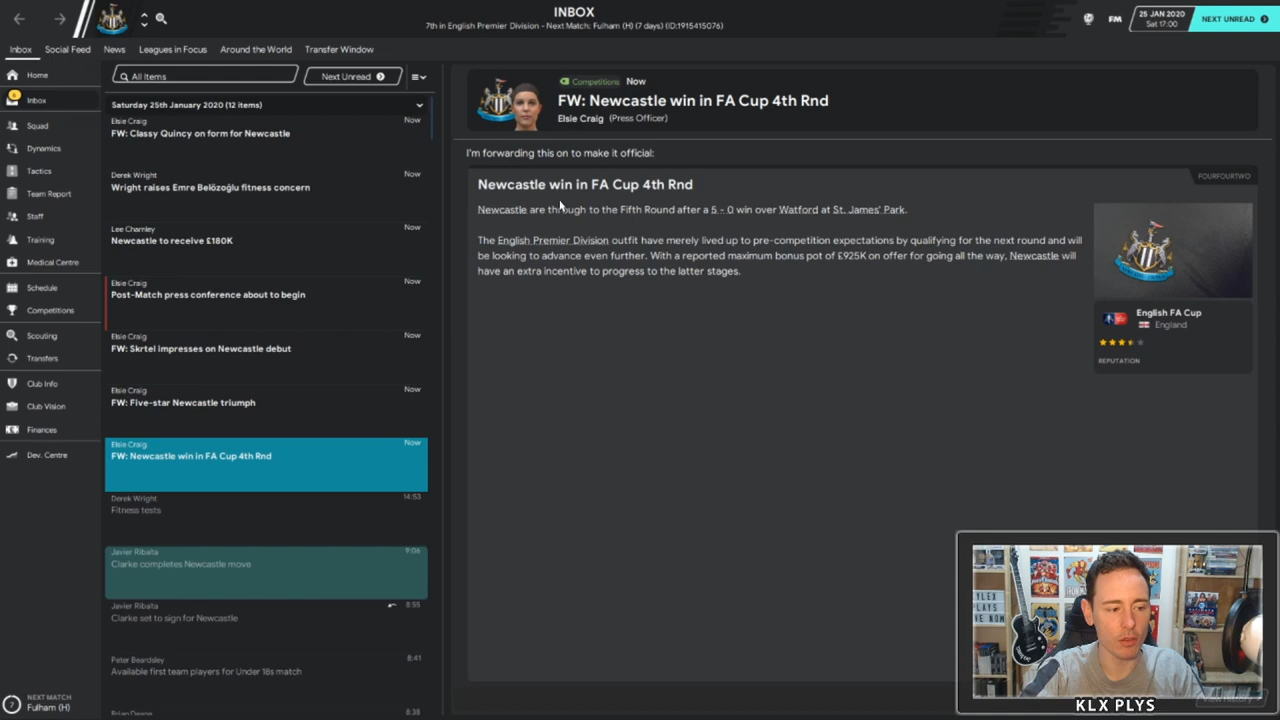 INBOX
7th in English Premier Division - Next Match: Fulham (H) (7 days) (ID:1915415076)
FM
25 JAN 2020
Sat 17:00
NEXT UNREAD
Inbox
Social Feed
News
Leagues in Focus
Around the World
Transfer Window
Home
6
Inbox
Squad
Dynamics
Tactics
Team Report
Staff
Training
Medical Centre
Schedule
Competitions
Scouting
Transfers
Club Info
Club Vision
Finances
Dev. Centre
7
NEXT MATCH
Fulham (H)
All Items
Next Unread
Saturday 25th January 2020 (12 items)
Elsie Craig
Now
FW: Classy Quincy on form for Newcastle
Derek Wright
Now
Wright raises Emre Belözoğlu fitness concern
Lee Charnley
Now
Newcastle to receive £180K
Elsie Craig
Now
Post-Match press conference about to begin
Elsie Craig
Now
FW: Skrtel impresses on Newcastle debut
Elsie Craig
Now
FW: Five-star Newcastle triumph
Elsie Craig
Now
FW: Newcastle win in FA Cup 4th Rnd
Derek Wright
14:53
Fitness tests
Javier Ribalta
9:06
Clarke completes Newcastle move
Javier Ribalta
8:55
Clarke set to sign for Newcastle
Peter Beardsley
8:41
Available first team players for Under 18s match
Brian Deane
8:38
Competitions
Now
FW: Newcastle win in FA Cup 4th Rnd
Elsie Craig (Press Officer)
I'm forwarding this on to make it official:
FOURFOURTWO
Newcastle win in FA Cup 4th Rnd
Newcastle are through to the Fifth Round after a 5 - 0 win over Watford at St. James' Park.
The English Premier Division outfit have merely lived up to pre-competition expectations by qualifying for the next round and will
be looking to advance even further. With a reported maximum bonus pot of £925K on offer for going all the way, Newcastle will
have an extra incentive to progress to the latter stages.
English FA Cup
England
REPUTATION
KLX PLYS